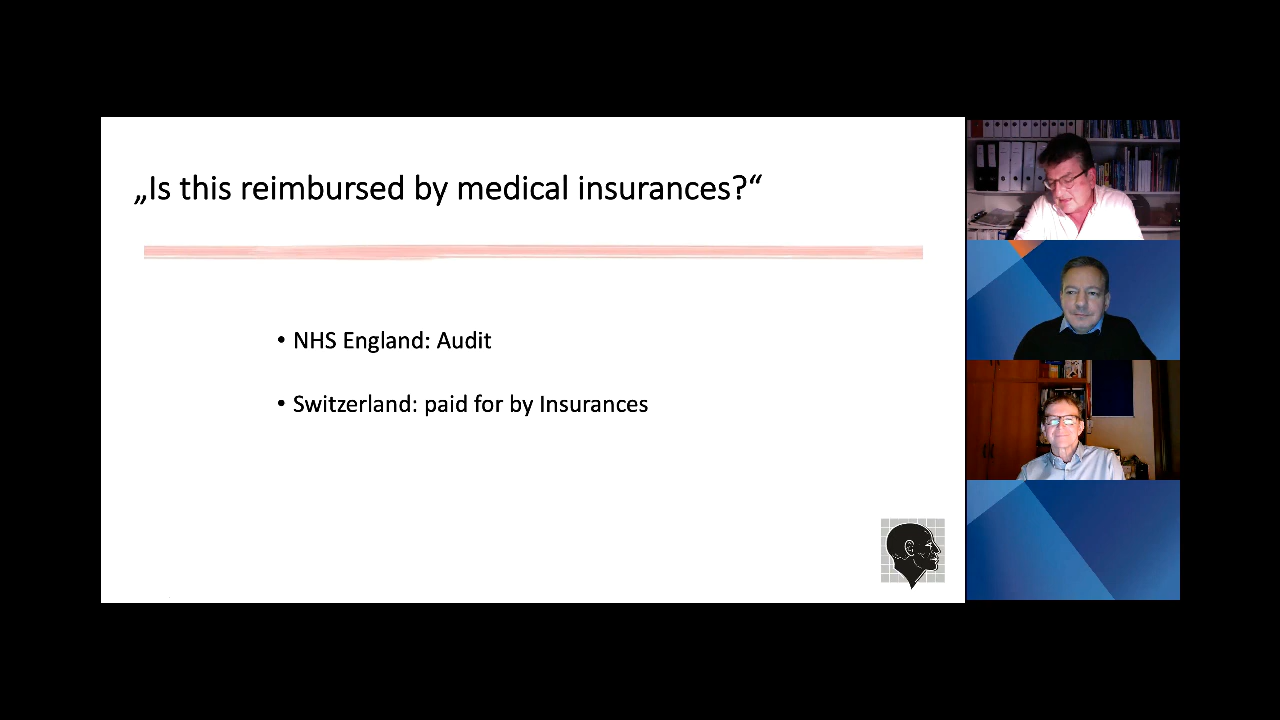 „Is this reimbursed by medical insurances?“
• NHS England: Audit
• Switzerland: paid for by Insurances